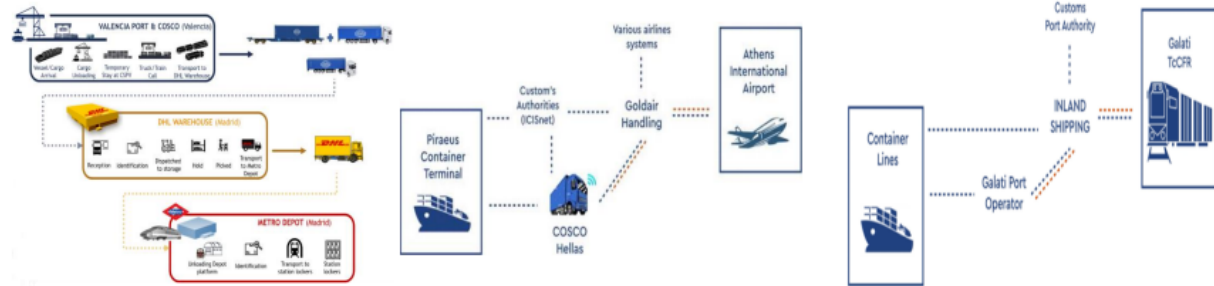 VALENCIA PORT & COSCO (Valencia)
Vessel/Cargo
Arrival
Cargo
Unloading
Temporary
Stay at CSPV
Truck/Train
Call
Transport to
DHL Warehouse
DHL
DHL WAREHOUSE (Madrid)
Reception
Identification
Dispatched
to storage
Held
Picked
Transport
to Metro
Depot
DHL
METRO DEPOT (Madrid)
Unloading Depot
platform
Identification
Transport to
station lockers
Station
lockers
Piraeus
Container
Terminal
Custom's
Authorities
(ICISnet)
COSCO
Hellas
Various airlines
systems
Goldair
Handling
Athens
International
Airport
Container
Lines
Customs
Port Authority
INLAND
SHIPPING
Galati Port
Operator
Galati
TcCFR